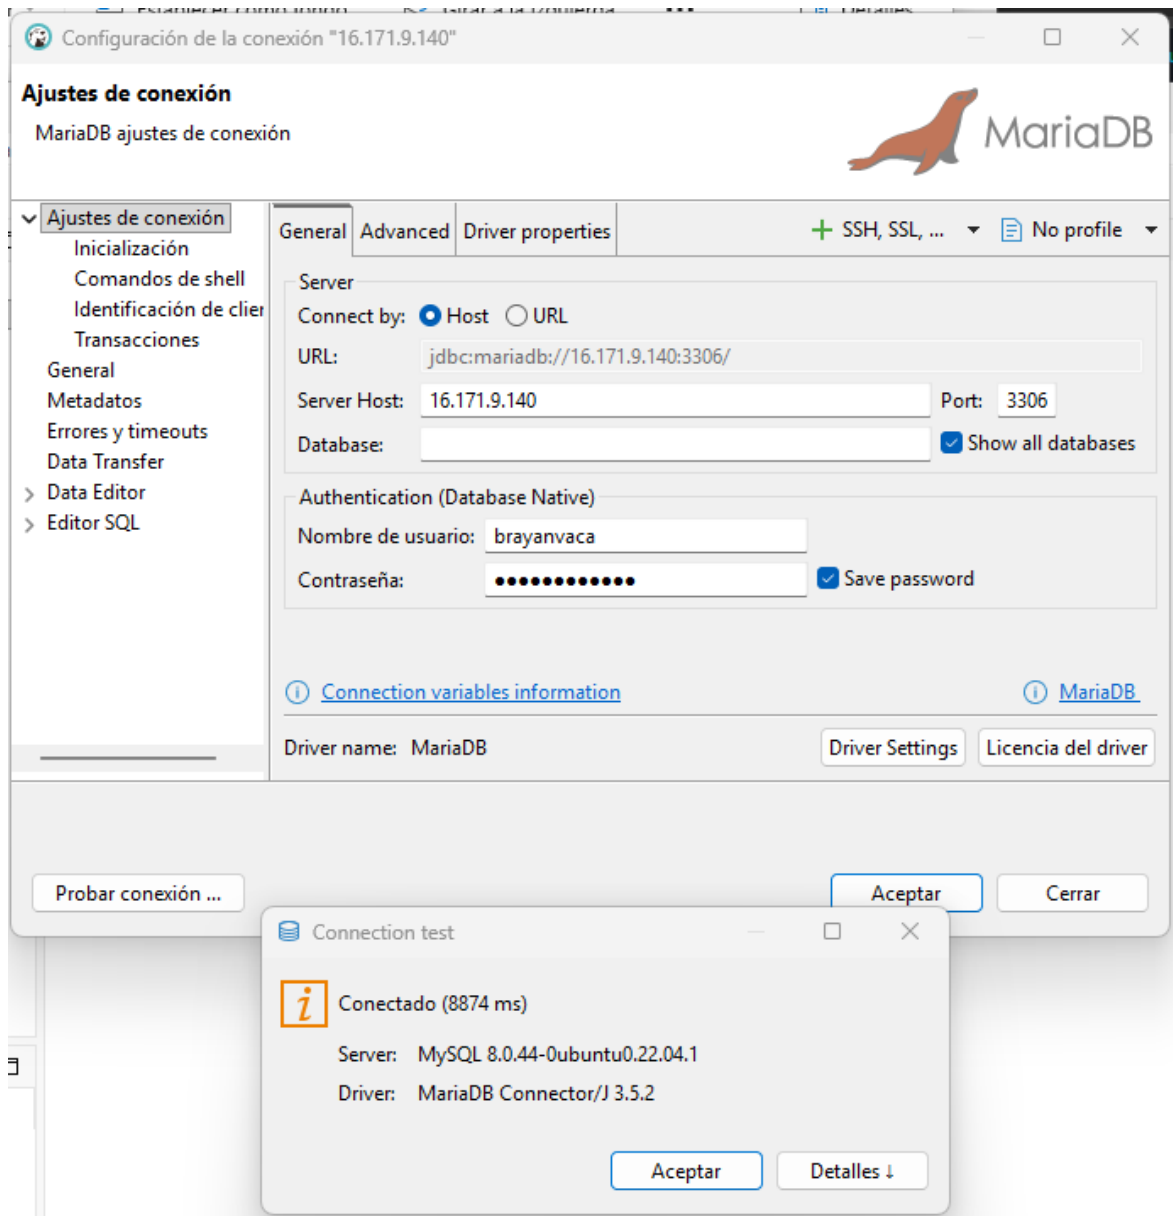 Configuración de la conexión "16.171.9.140"
Ajustes de conexión
MariaDB ajustes de conexión
MariaDB
Ajustes de conexión
Inicialización
Comandos de shell
Identificación de clier
Transacciones
General
Metadatos
Errores y timeouts
Data Transfer
Data Editor
Editor SQL
General Advanced Driver properties
SSH, SSL, ... No profile
Server
Connect by: Host URL
URL: jdbc:mariadb://16.171.9.140:3306/
Server Host: 16.171.9.140 Port: 3306
Database: Show all databases
Authentication (Database Native)
Nombre de usuario: brayanvaca
Contraseña: ●●●●●●●●●●●● Save password
Connection variables information MariaDB
Driver name: MariaDB Driver Settings Licencia del driver
Probar conexión ... Aceptar Cerrar
Connection test
Conectado (8874 ms)
Server: MySQL 8.0.44-0ubuntu0.22.04.1
Driver: MariaDB Connector/J 3.5.2
Aceptar Detalles ↓